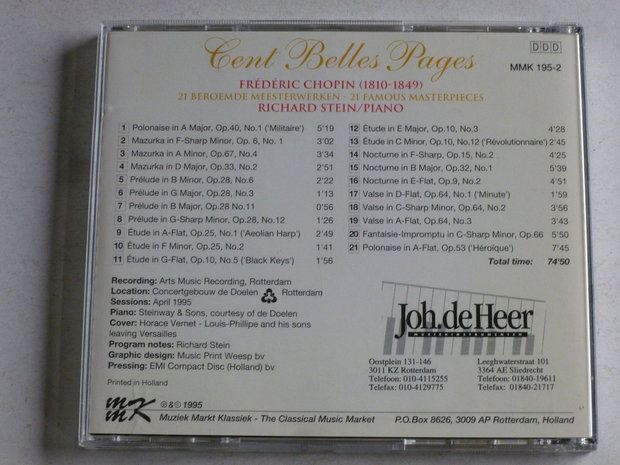 Cent Belles Pages
DDD
MMK 195-2
FRÉDÉRIC CHOPIN (1810-1849)
21 BEROEMDE MEESTERWERKEN - 21 FAMOUS MASTERPIECES
RICHARD STEIN/PIANO
1 Polonaise in A Major, Op.40, No.1 ('Militaire') 5'19
2 Mazurka in F-Sharp Minor, Op. 6, No. 1 3'02
3 Mazurka in A Minor, Op.67, No.4 3'34
4 Mazurka in D Major, Op.33, No.2 2'51
5 Prélude in B Minor, Op.28, No.6 2'22
6 Prélude in G Major, Op.28, No.3 1'13
7 Prélude in B Major, Op.28 No.11 0'56
8 Prélude in G-Sharp Minor, Op.28, No.12 1'26
9 Étude in A-Flat, Op.25, No.1 ('Aeolian Harp') 2'49
10 Étude in F Minor, Op.25, No.2 1'41
11 Étude in G-Flat, Op.10, No.5 ('Black Keys') 1'56
12 Étude in E Major, Op.10, No.3 4'28
13 Étude in C Minor, Op.10, No.12 ('Révolutionnaire') 2'45
14 Nocturne in F-Sharp, Op.15, No.2 4'25
15 Nocturne in B Major, Op.32, No.1 5'39
16 Nocturne in E-Flat, Op.9, No.2 4'51
17 Valse in D-Flat, Op.64, No.1 ('Minute') 1'59
18 Valse in C-Sharp Minor, Op.64, No.2 3'56
19 Valse in A-Flat, Op.64, No.3 3'43
20 Fantaisie-Impromptu in C-Sharp Minor, Op.66 5'50
21 Polonaise in A-Flat, Op.53 ('Héroïque') 7'45
Total time: 74'50
Recording: Arts Music Recording, Rotterdam
Location: Concertgebouw de Doelen Rotterdam
Sessions: April 1995
Piano: Steinway & Sons, courtesy of de Doelen
Cover: Horace Vernet - Louis-Phillipe and his sons
leaving Versailles
Program notes: Richard Stein
Graphic design: Music Print Weesp bv
Pressing: EMI Compact Disc (Holland) bv
Printed in Holland
Joh. de Heer
MUZIEKINSTRUMENTEN
Oostplein 131-146
3011 KZ Rotterdam
Telefoon: 010-4115255
Telefax: 010-4129775
Leeghwaterstraat 101
3364 AE Sliedrecht
Telefoon: 01840-19611
Telefax: 01840-21717
MMK
℗&© 1995
Muziek Markt Klassiek - The Classical Music Market
P.O.Box 8626, 3009 AP Rotterdam, Holland